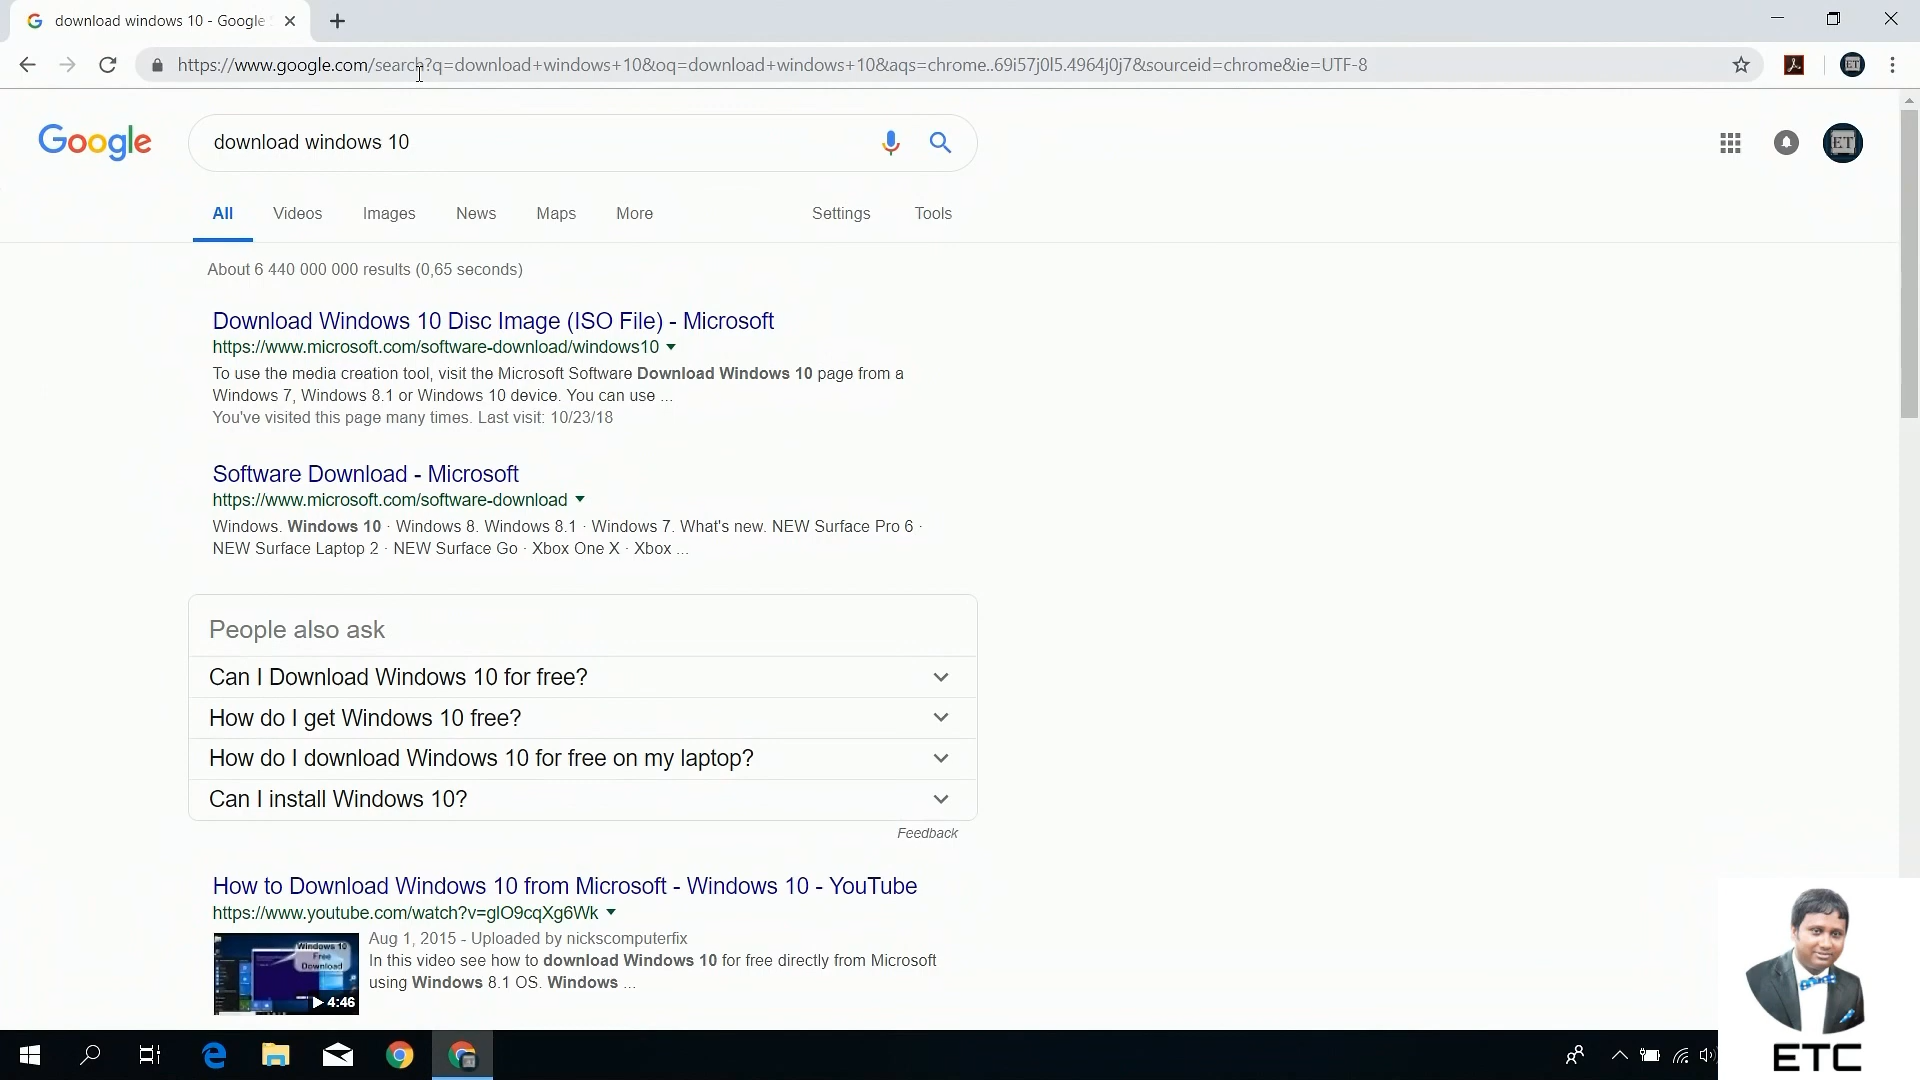 download windows 10 - Google
https://www.google.com/search?q=download+windows+10&oq=download+windows+10&aqs=chrome..69i57j0l5.4964j0j7&sourceid=chrome&ie=UTF-8
ET
Google
download windows 10
ET
All Videos Images News Maps More Settings Tools
About 6 440 000 000 results (0,65 seconds)
Download Windows 10 Disc Image (ISO File) - Microsoft
https://www.microsoft.com/software-download/windows10
To use the media creation tool, visit the Microsoft Software Download Windows 10 page from a
Windows 7, Windows 8.1 or Windows 10 device. You can use ...
You've visited this page many times. Last visit: 10/23/18
Software Download - Microsoft
https://www.microsoft.com/software-download
Windows. Windows 10 · Windows 8. Windows 8.1 · Windows 7. What's new. NEW Surface Pro 6 ·
NEW Surface Laptop 2 · NEW Surface Go · Xbox One X · Xbox ...
People also ask
Can I Download Windows 10 for free?
How do I get Windows 10 free?
How do I download Windows 10 for free on my laptop?
Can I install Windows 10?
Feedback
How to Download Windows 10 from Microsoft - Windows 10 - YouTube
https://www.youtube.com/watch?v=glO9cqXg6Wk
Windows 10
Free
Download
4:46
Aug 1, 2015 - Uploaded by nickscomputerfix
In this video see how to download Windows 10 for free directly from Microsoft
using Windows 8.1 OS. Windows ...
ETC